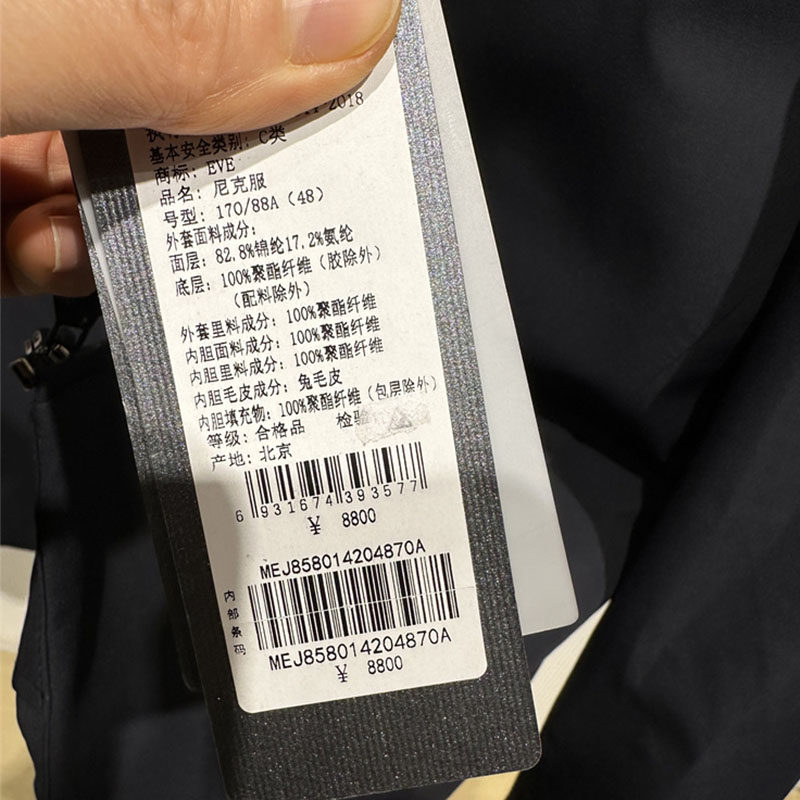 2018
基本安全类别：C类
商标：EVE
品名：尼克服
号型：170/88A（48）
外套面料成分：
面层：82.8%锦纶17.2%氨纶
底层：100%聚酯纤维（胶除外）
（配料除外）
外套里料成分：100%聚酯纤维
内胆面料成分：100%聚酯纤维
内胆里料成分：100%聚酯纤维
内胆毛皮成分：兔毛皮
内胆填充物：100%聚酯纤维（包层除外）
等级：合格品 检验
产地：北京
6 931674 393577
¥ 8800
MEJ858014204870A
内部条码
MEJ858014204870A
¥ 8800